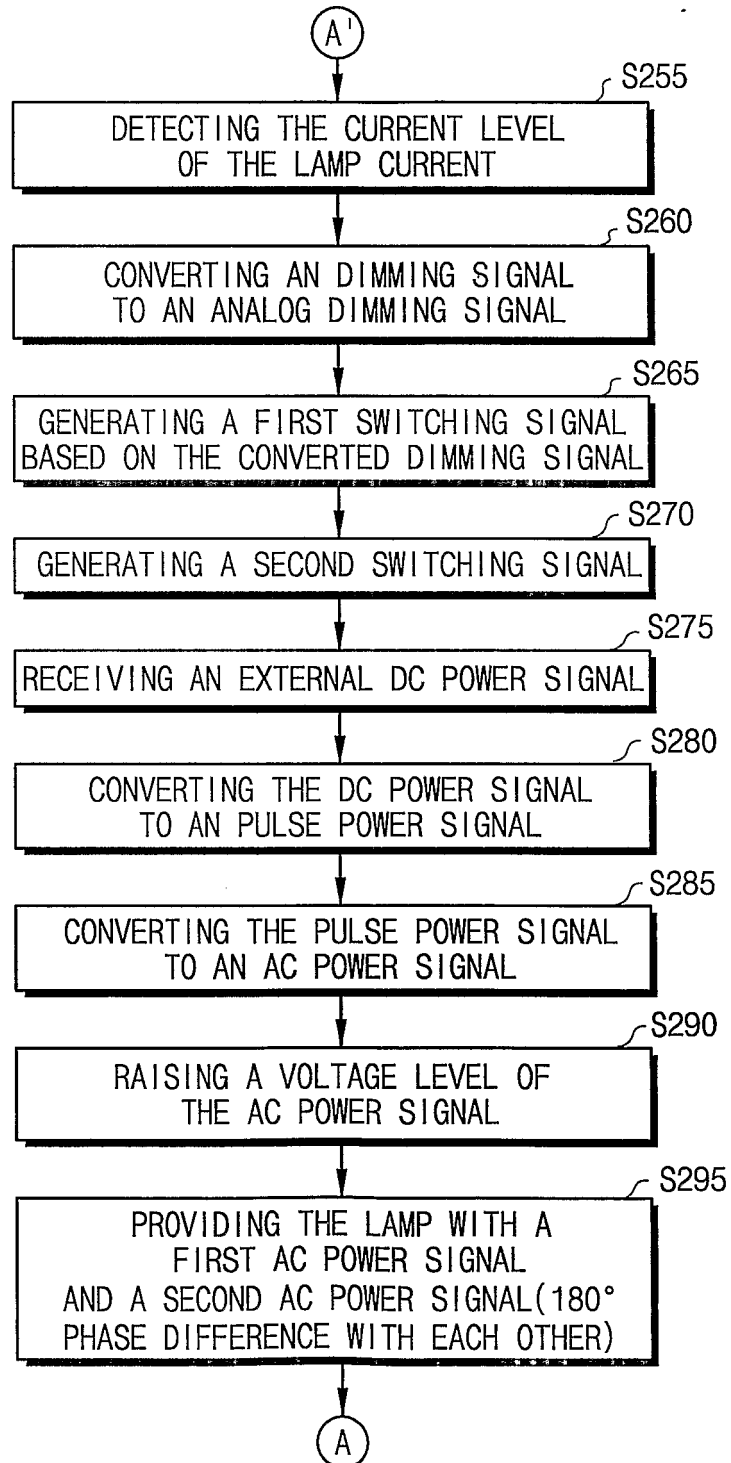 A'
S255
DETECTING THE CURRENT LEVEL
OF THE LAMP CURRENT
S260
CONVERTING AN DIMMING SIGNAL
TO AN ANALOG DIMMING SIGNAL
S265
GENERATING A FIRST SWITCHING SIGNAL
BASED ON THE CONVERTED DIMMING SIGNAL
S270
GENERATING A SECOND SWITCHING SIGNAL
S275
RECEIVING AN EXTERNAL DC POWER SIGNAL
S280
CONVERTING THE DC POWER SIGNAL
TO AN PULSE POWER SIGNAL
S285
CONVERTING THE PULSE POWER SIGNAL
TO AN AC POWER SIGNAL
S290
RAISING A VOLTAGE LEVEL OF
THE AC POWER SIGNAL
S295
PROVIDING THE LAMP WITH A
FIRST AC POWER SIGNAL
AND A SECOND AC POWER SIGNAL(180°
PHASE DIFFERENCE WITH EACH OTHER)
A